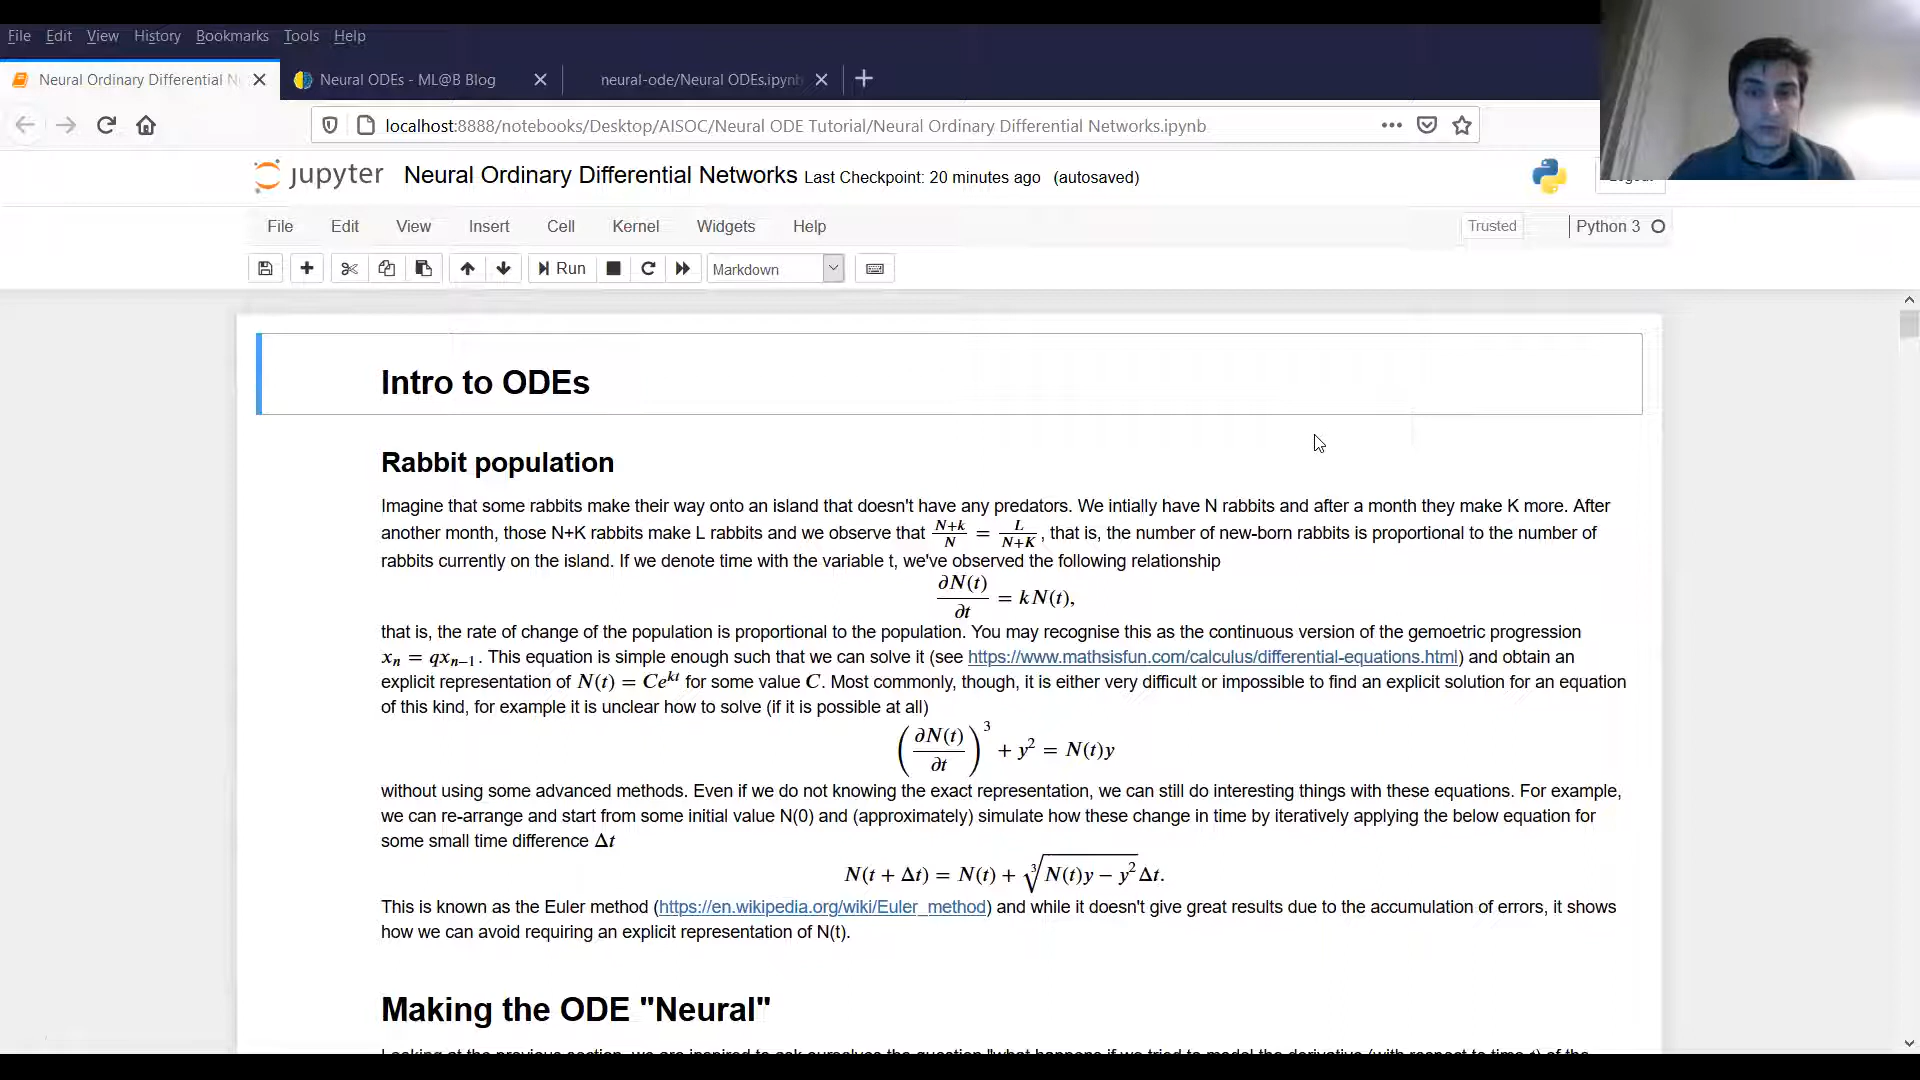 File Edit View History Bookmarks Tools Help
Neural Ordinary Differential N
Neural ODEs - ML@B Blog
neural-ode/Neural ODEs.ipynb
localhost:8888/notebooks/Desktop/AISOC/Neural ODE Tutorial/Neural Ordinary Differential Networks.ipynb
jupyter Neural Ordinary Differential Networks Last Checkpoint: 20 minutes ago (autosaved)
File Edit View Insert Cell Kernel Widgets Help
Trusted
Python 3
Run
Markdown
Intro to ODEs
Rabbit population
Imagine that some rabbits make their way onto an island that doesn't have any predators. We intially have N rabbits and after a month they make K more. After
another month, those N+K rabbits make L rabbits and we observe that (N+k)/N = L/(N+K), that is, the number of new-born rabbits is proportional to the number of
rabbits currently on the island. If we denote time with the variable t, we've observed the following relationship
∂N(t)/∂t = kN(t),
that is, the rate of change of the population is proportional to the population. You may recognise this as the continuous version of the gemoetric progression
xₙ = qxₙ₋₁. This equation is simple enough such that we can solve it (see https://www.mathsisfun.com/calculus/differential-equations.html) and obtain an
explicit representation of N(t) = Ce^{kt} for some value C. Most commonly, though, it is either very difficult or impossible to find an explicit solution for an equation
of this kind, for example it is unclear how to solve (if it is possible at all)
(∂N(t)/∂t)³ + y² = N(t)y
without using some advanced methods. Even if we do not knowing the exact representation, we can still do interesting things with these equations. For example,
we can re-arrange and start from some initial value N(0) and (approximately) simulate how these change in time by iteratively applying the below equation for
some small time difference Δt
N(t + Δt) = N(t) + ∛(N(t)y − y²)Δt.
This is known as the Euler method (https://en.wikipedia.org/wiki/Euler_method) and while it doesn't give great results due to the accumulation of errors, it shows
how we can avoid requiring an explicit representation of N(t).
Making the ODE "Neural"